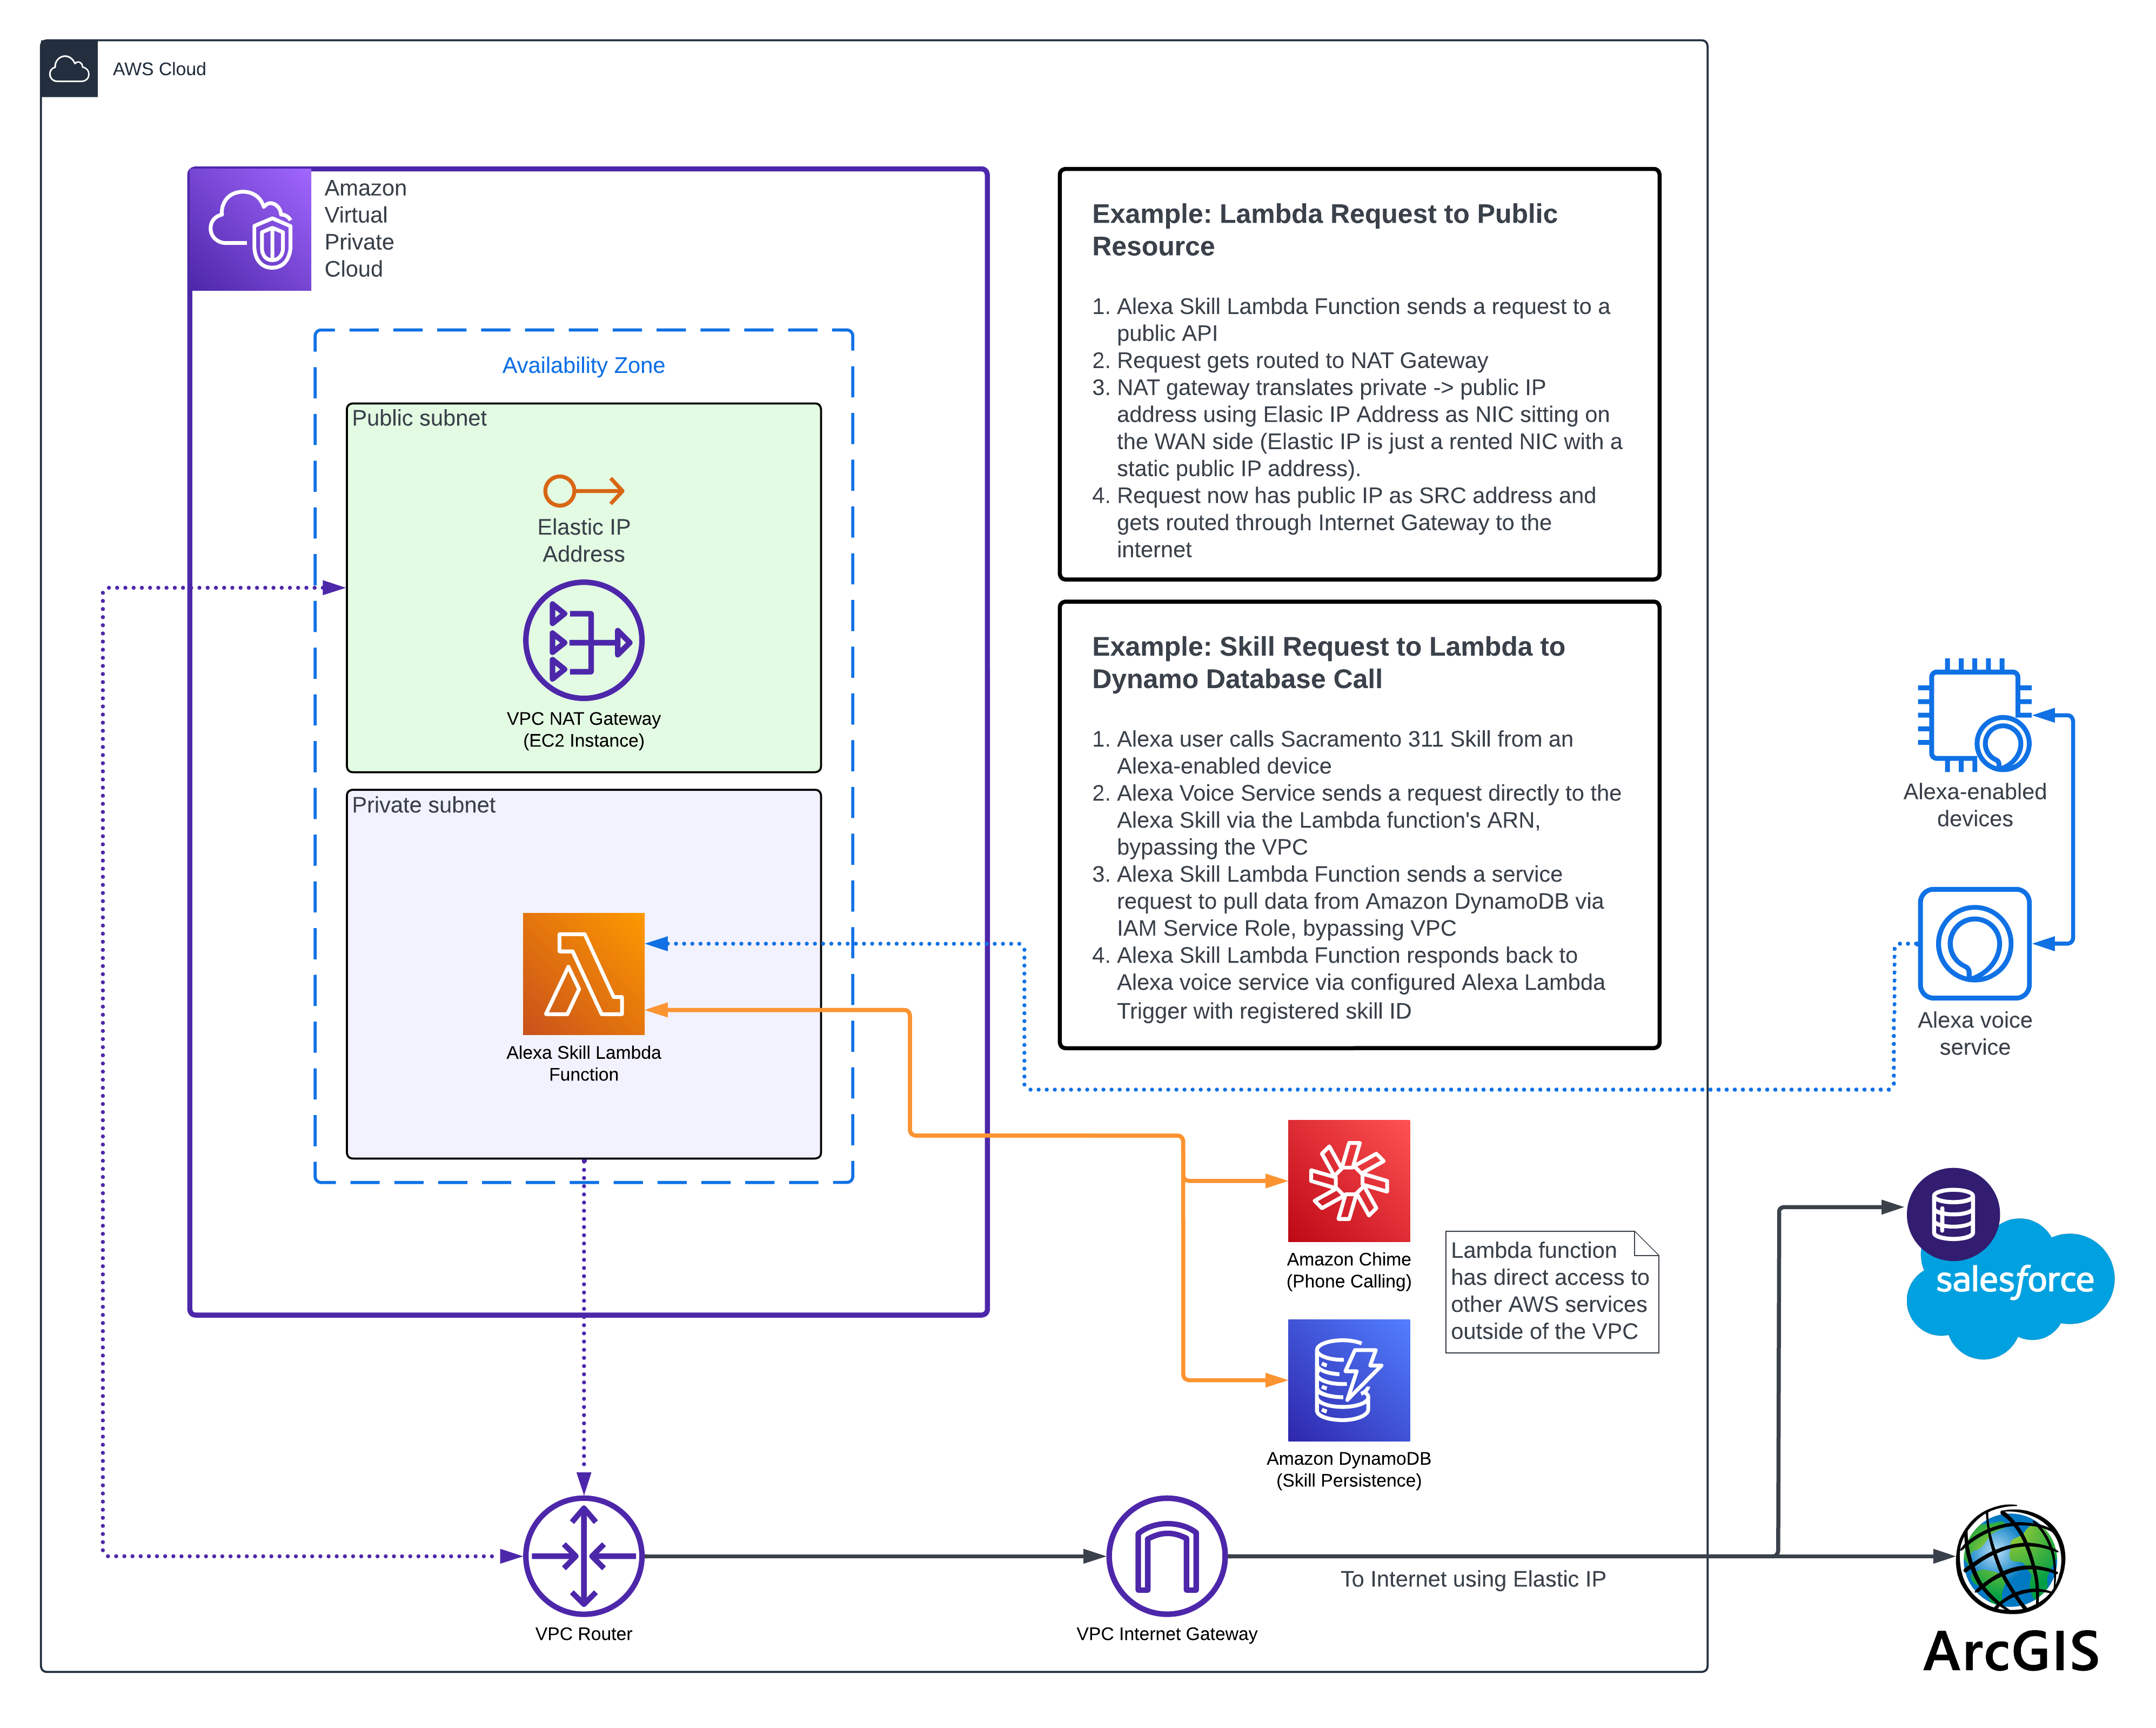 AWS Cloud
Amazon
Virtual
Private
Cloud
Availability Zone
Public subnet
Elastic IP
Address
VPC NAT Gateway
(EC2 Instance)
Private subnet
Alexa Skill Lambda
Function
Example: Lambda Request to Public
Resource
1. Alexa Skill Lambda Function sends a request to a
public API
2. Request gets routed to NAT Gateway
3. NAT gateway translates private -> public IP
address using Elasic IP Address as NIC sitting on
the WAN side (Elastic IP is just a rented NIC with a
static public IP address).
4. Request now has public IP as SRC address and
gets routed through Internet Gateway to the
internet
Example: Skill Request to Lambda to
Dynamo Database Call
1. Alexa user calls Sacramento 311 Skill from an
Alexa-enabled device
2. Alexa Voice Service sends a request directly to the
Alexa Skill via the Lambda function's ARN,
bypassing the VPC
3. Alexa Skill Lambda Function sends a service
request to pull data from Amazon DynamoDB via
IAM Service Role, bypassing VPC
4. Alexa Skill Lambda Function responds back to
Alexa voice service via configured Alexa Lambda
Trigger with registered skill ID
Alexa-enabled
devices
Alexa voice
service
Amazon Chime
(Phone Calling)
Lambda function
has direct access to
other AWS services
outside of the VPC
salesforce
Amazon DynamoDB
(Skill Persistence)
To Internet using Elastic IP
VPC Router
VPC Internet Gateway
ArcGIS